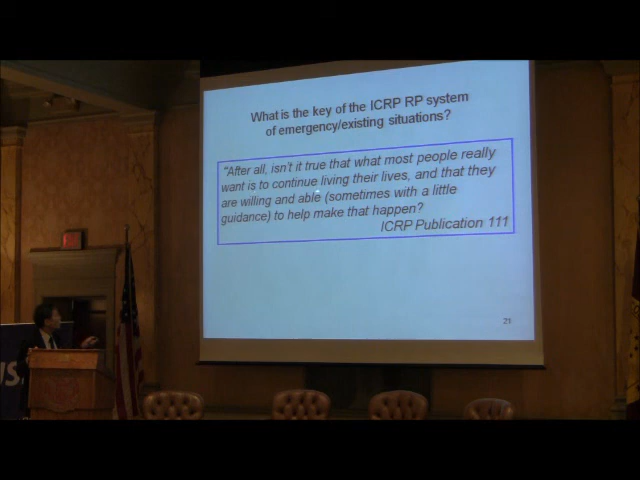 What is the key of the ICRP RP system
of emergency/existing situations?
"After all, isn't it true that what most people really
want is to continue living their lives, and that they
are willing and able (sometimes with a little
guidance) to help make that happen?
ICRP Publication 111
21